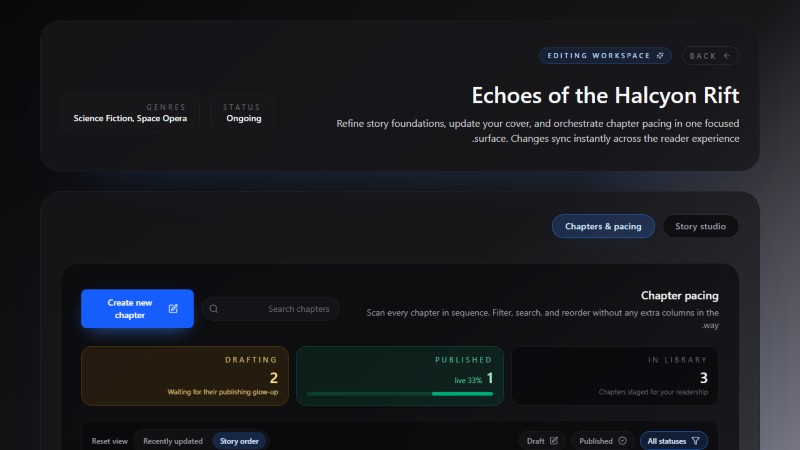 EDITING WORKSPACE
BACK
Echoes of the Halcyon Rift
Refine story foundations, update your cover, and orchestrate chapter pacing in one focused
.surface. Changes sync instantly across the reader experience
GENRES
Science Fiction, Space Opera
STATUS
Ongoing
Chapters & pacing
Story studio
Create new
chapter
Search chapters
Chapter pacing
Scan every chapter in sequence. Filter, search, and reorder without any extra columns in the
.way
DRAFTING
2
Waiting for their publishing glow-up
PUBLISHED
live 33% 1
IN LIBRARY
3
Chapters staged for your readership
Reset view
Recently updated
Story order
Draft
Published
All statuses